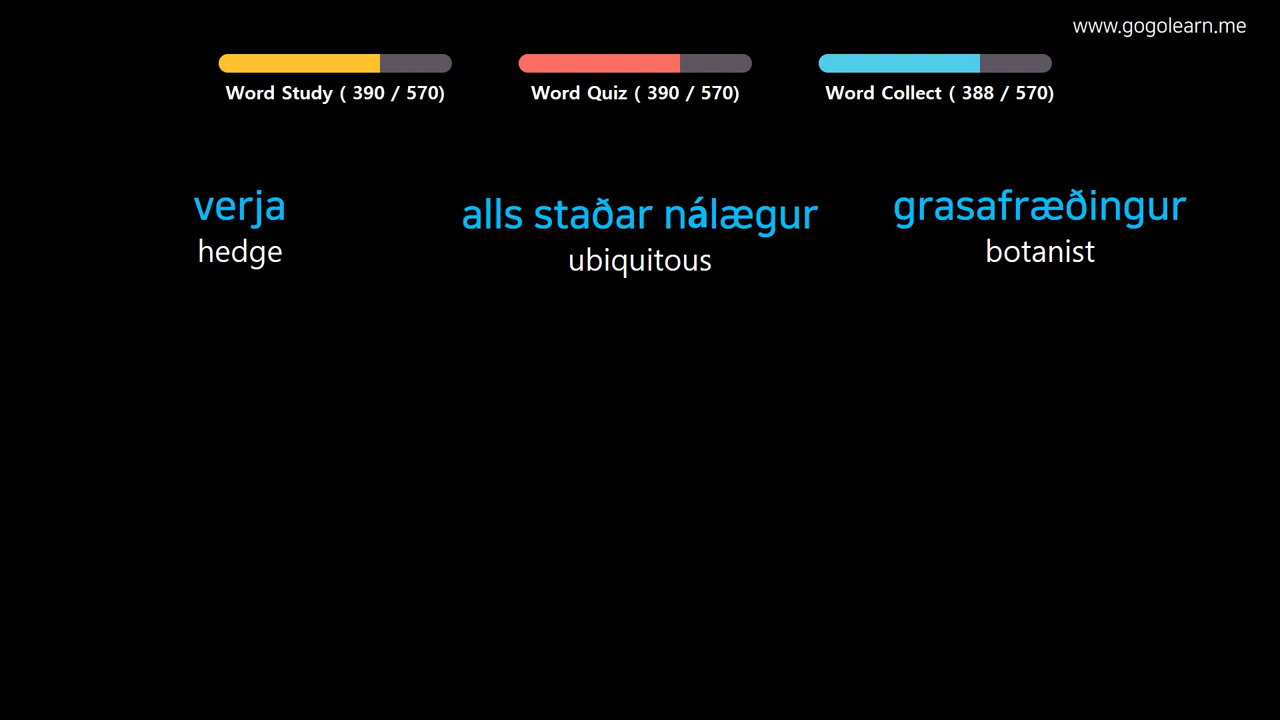 www.gogolearn.me
Word Study ( 390 / 570)
Word Quiz ( 390 / 570)
Word Collect ( 388 / 570)
verja
hedge
alls staðar nálægur
ubiquitous
grasafræðingur
botanist